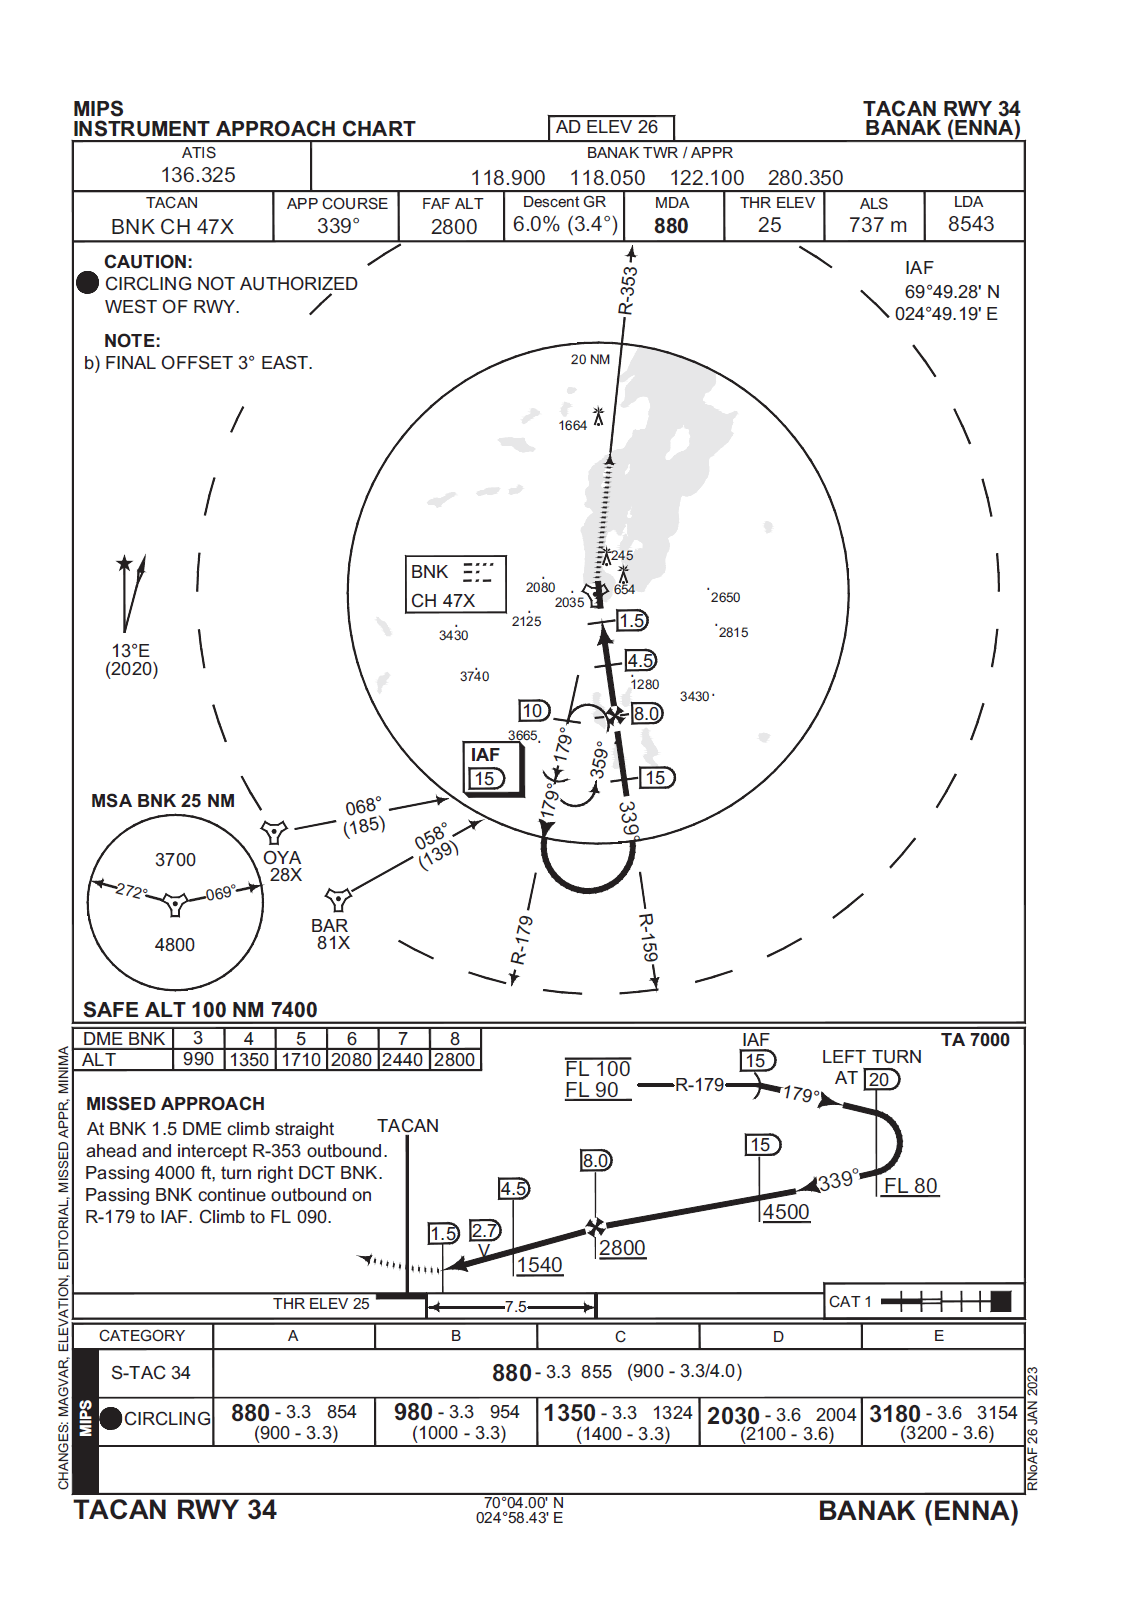 MIPS
INSTRUMENT APPROACH CHART
AD ELEV 26
TACAN RWY 34
BANAK (ENNA)
ATIS
136.325
BANAK TWR / APPR
118.900 118.050 122.100 280.350
TACAN
BNK CH 47X
APP COURSE
339°
FAF ALT
2800
Descent GR
6.0% (3.4°)
MDA
880
THR ELEV
25
ALS
737 m
LDA
8543
CAUTION:
CIRCLING NOT AUTHORIZED
WEST OF RWY.
NOTE:
b) FINAL OFFSET 3° EAST.
IAF
69°49.28' N
024°49.19' E
R-353
20 NM
1664
245
654
BNK
CH 47X
2080
2035
2125
3430
3740
2650
2815
1.5
4.5
1280
3430
10
8.0
3665
179°
359°
IAF
15
15
179°
339°
13°E
(2020)
MSA BNK 25 NM
3700
272°
069°
4800
068°
(185)
OYA
28X
058°
(139)
BAR
81X
R-179
R-159
SAFE ALT 100 NM 7400
DME BNK 3 4 5 6 7 8
ALT 990 1350 1710 2080 2440 2800
TA 7000
MISSED APPROACH
At BNK 1.5 DME climb straight
ahead and intercept R-353 outbound.
Passing 4000 ft, turn right DCT BNK.
Passing BNK continue outbound on
R-179 to IAF. Climb to FL 090.
TACAN
FL 100
FL 90
R-179
IAF
15
179°
LEFT TURN
AT 20
15
339°
FL 80
4500
8.0
2800
4.5
1540
2.7
V
1.5
THR ELEV 25
7.5
CAT 1
CATEGORY A B C D E
MIPS
S-TAC 34
880 - 3.3 855 (900 - 3.3/4.0)
CIRCLING
880 - 3.3 854
(900 - 3.3)
980 - 3.3 954
(1000 - 3.3)
1350 - 3.3 1324
(1400 - 3.3)
2030 - 3.6 2004
(2100 - 3.6)
3180 - 3.6 3154
(3200 - 3.6)
CHANGES: MAGVAR, ELEVATION, EDITORIAL, MISSED APPR, MINIMA
RNoAF 26 JAN 2023
TACAN RWY 34
70°04.00' N
024°58.43' E
BANAK (ENNA)